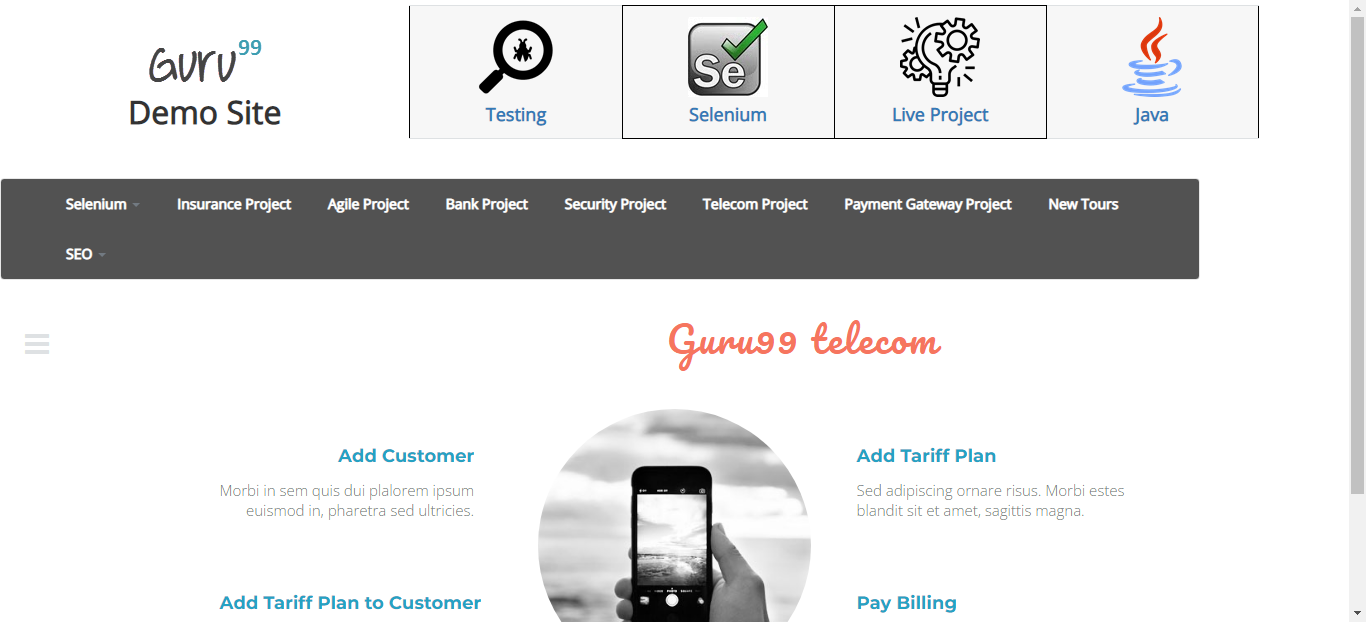 Guru99
Demo Site
Se
Testing
Selenium
Live Project
Java
Selenium
Insurance Project
Agile Project
Bank Project
Security Project
Telecom Project
Payment Gateway Project
New Tours
SEO
Guru99 telecom
Add Customer
Morbi in sem quis dui plalorem ipsum
euismod in, pharetra sed ultricies.
Add Tariff Plan
Sed adipiscing ornare risus. Morbi estes
blandit sit et amet, sagittis magna.
Add Tariff Plan to Customer
Pay Billing